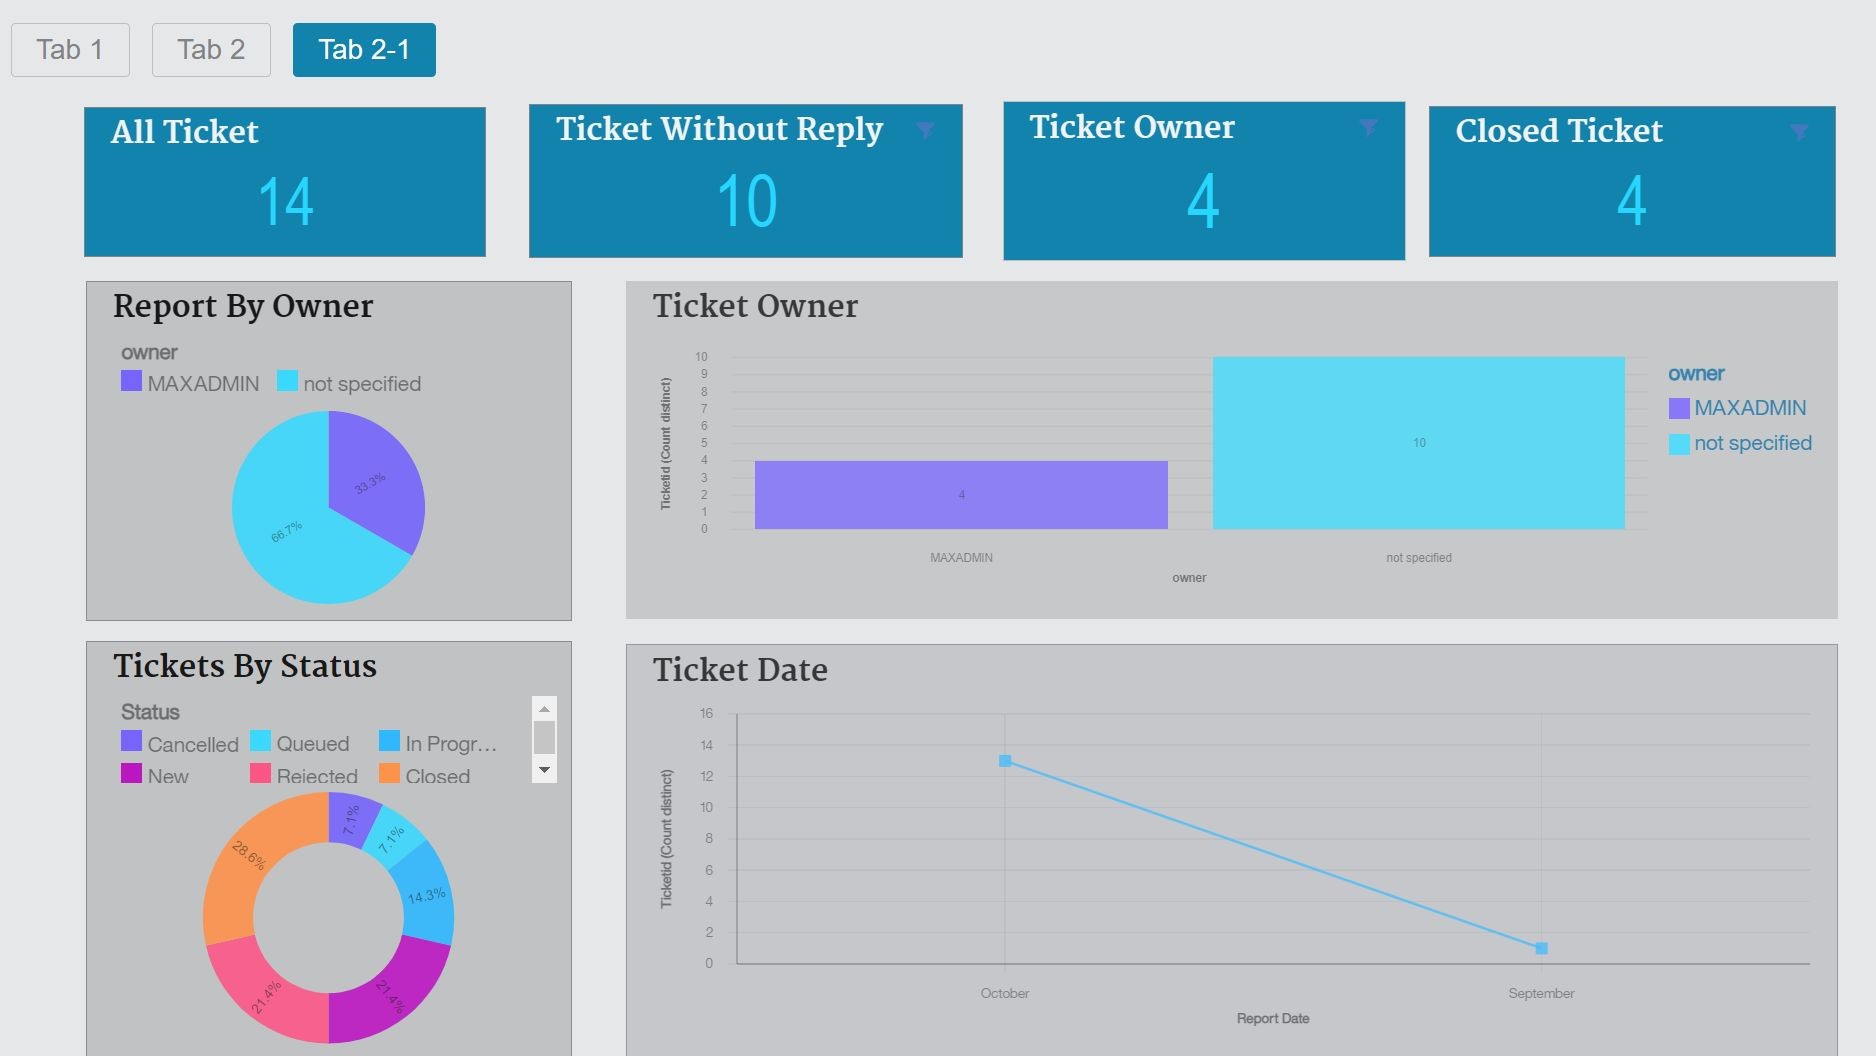 Tab 1 Tab 2 Tab 2-1
All Ticket
14
Ticket Without Reply
10
Ticket Owner
4
Closed Ticket
4
Report By Owner
owner
MAXADMIN not specified
33.3%
66.7%
Ticket Owner
Ticketid (Count distinct)
10
9
8
7
6
5
4
3
2
1
0
4
10
MAXADMIN not specified
owner
owner
MAXADMIN
not specified
Tickets By Status
Status
Cancelled Queued In Progr...
New Rejected Closed
7.1%
7.1%
14.3%
21.4%
21.4%
28.6%
Ticket Date
Ticketid (Count distinct)
16
14
12
10
8
6
4
2
0
October September
Report Date